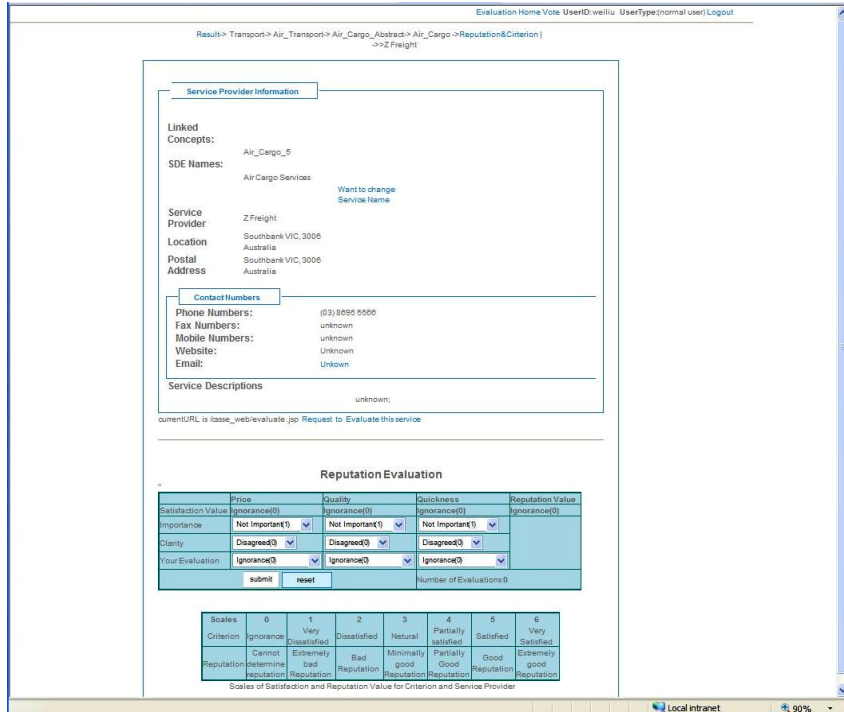 Evaluation Home Vote UserID:weiliu UserType:(normal user) Logout
Result-> Transport-> Air_Transport-> Air_Cargo_Abstract-> Air_Cargo ->Reputation&Cirterion |
->>Z Freight
Service Provider Information
Linked
Concepts:
Air_Cargo_5
SDE Names:
Air Cargo Services
Want to change
Service Name
Service
Provider
Z Freight
Location
Southbank VIC, 3006
Australia
Postal
Address
Southbank VIC, 3006
Australia
Contact Numbers
Phone Numbers: (03) 8695 5566
Fax Numbers: unknown
Mobile Numbers: unknown
Website: Unknown
Email: Unkown
Service Descriptions
unknown;
currentURL is /csse_web/evaluate.jsp Request to Evaluate this service
Reputation Evaluation
Price Quality Quickness Reputation Value
Satisfaction Value Ignorance(0) Ignorance(0) Ignorance(0) Ignorance(0)
Importance Not Important(1) Not Important(1) Not Important(1)
Clarity Disagreed(0) Disagreed(0) Disagreed(0)
Your Evaluation Ignorance(0) Ignorance(0) Ignorance(0)
submit reset Number of Evaluations:0
Scales 0 1 2 3 4 5 6
Criterion Ignorance Very Dissatisfied Dissatisfied Netural Partially satisfied Satisfied Very Satisfied
Reputation Cannot determine reputation Extremely bad Reputation Bad Reputation Minimally good Reputation Partially Good Reputation Good Reputation Extremely good Reputation
Scales of Satisfaction and Reputation Value for Criterion and Service Provider
Local intranet 90%